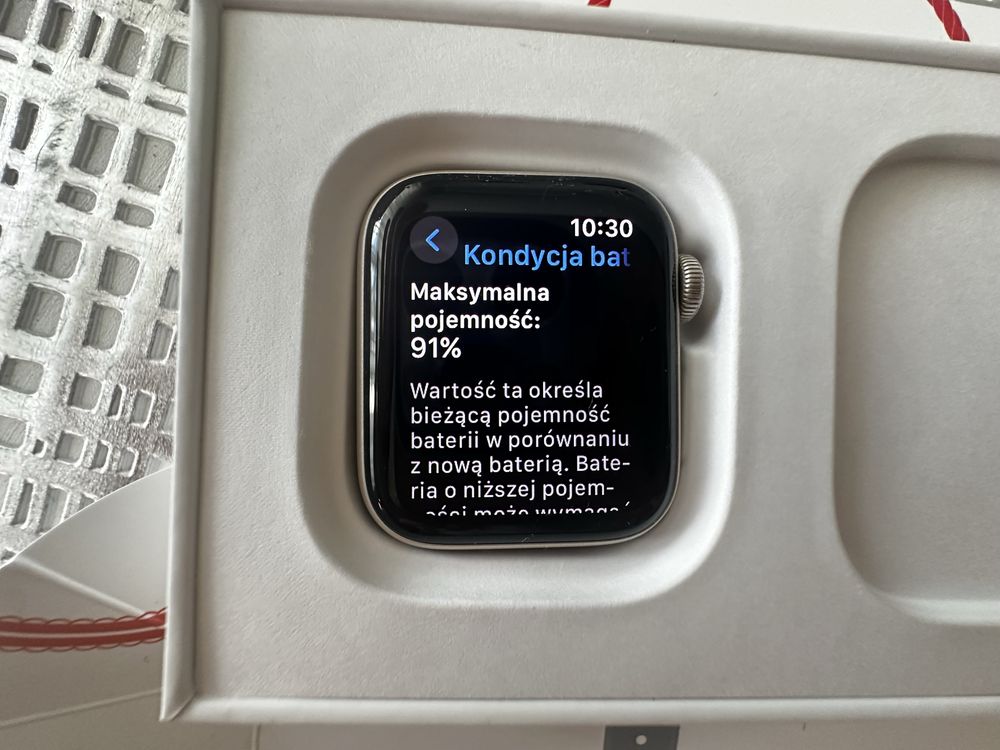 10:30
Kondycja bat
Maksymalna
pojemność:
91%
Wartość ta określa
bieżącą pojemność
baterii w porównaniu
z nową baterią. Bate-
ria o niższej pojem-
może